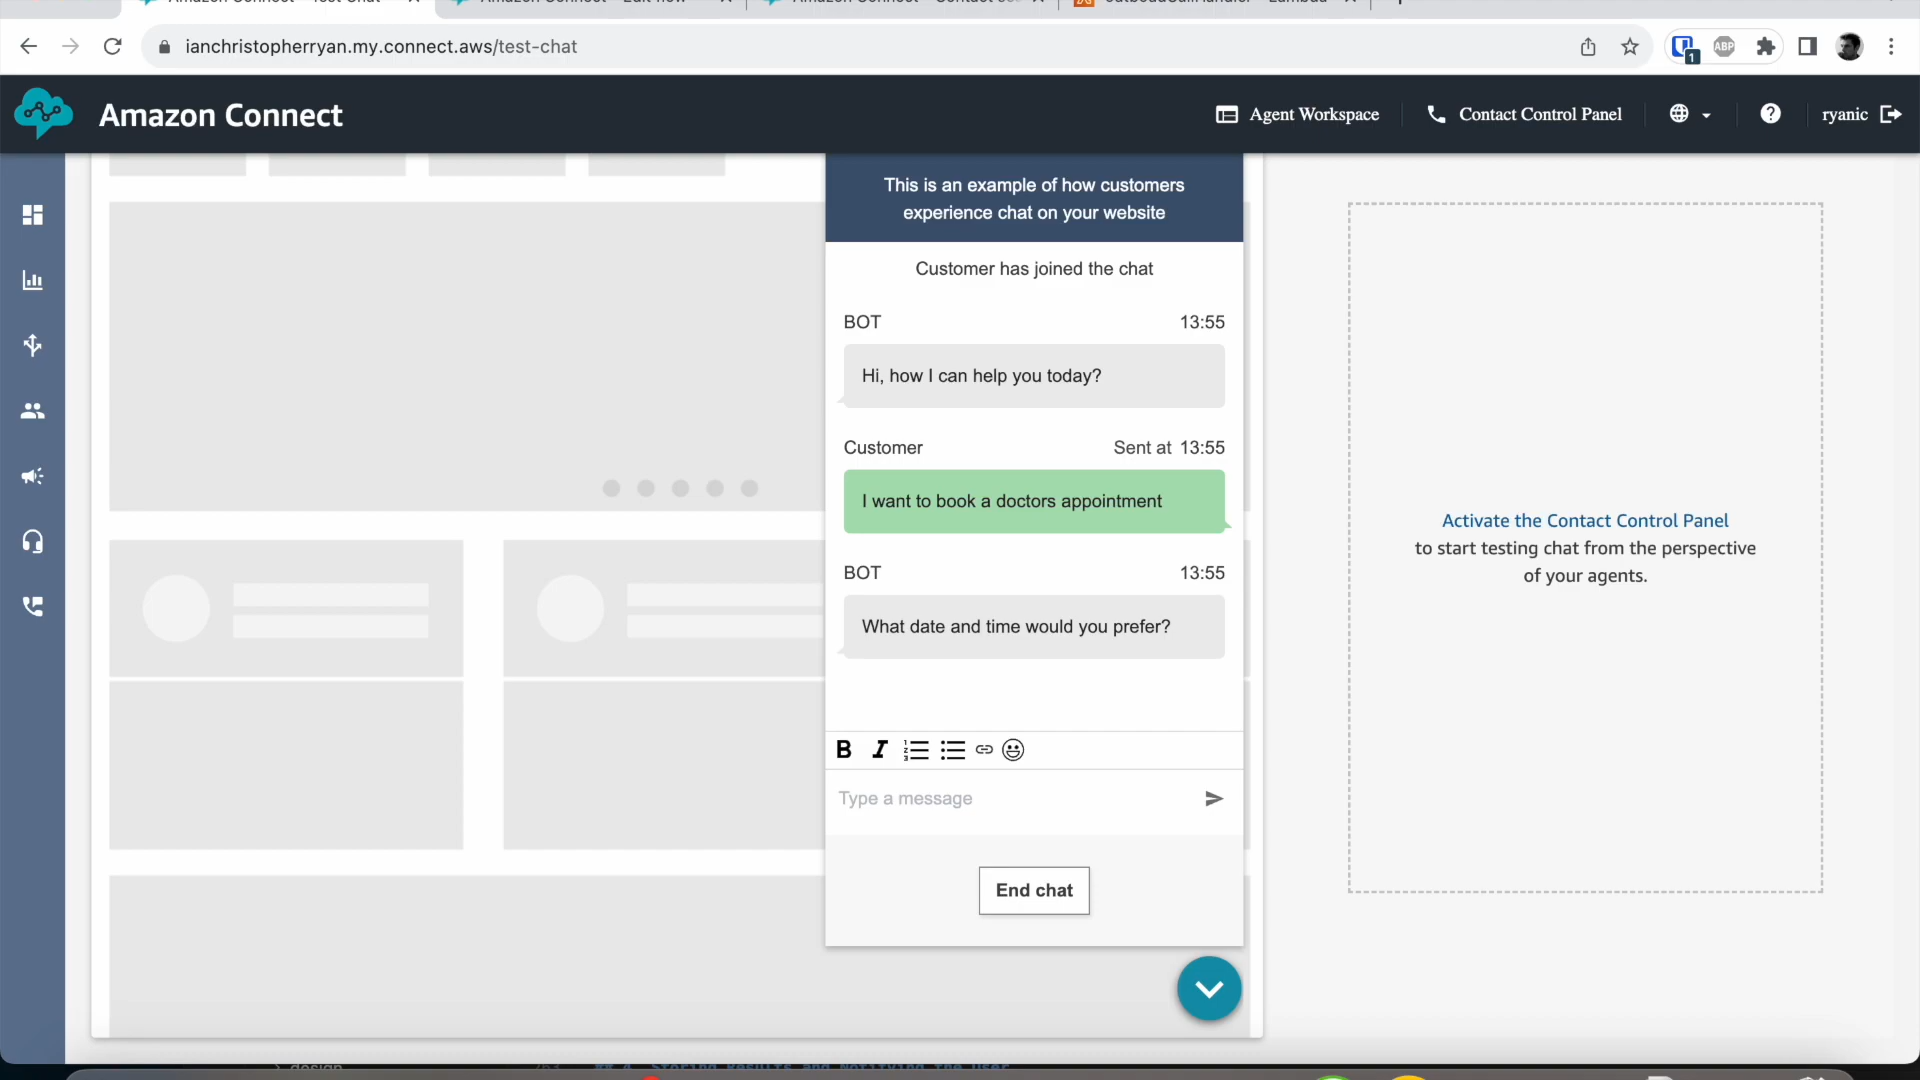 ianchristopherryan.my.connect.aws/test-chat
ABP
1
Amazon Connect
Agent Workspace
Contact Control Panel
ryanic
This is an example of how customers
experience chat on your website
Customer has joined the chat
BOT 13:55
Hi, how I can help you today?
Customer Sent at 13:55
I want to book a doctors appointment
BOT 13:55
What date and time would you prefer?
Activate the Contact Control Panel
to start testing chat from the perspective
of your agents.
B I
Type a message
End chat